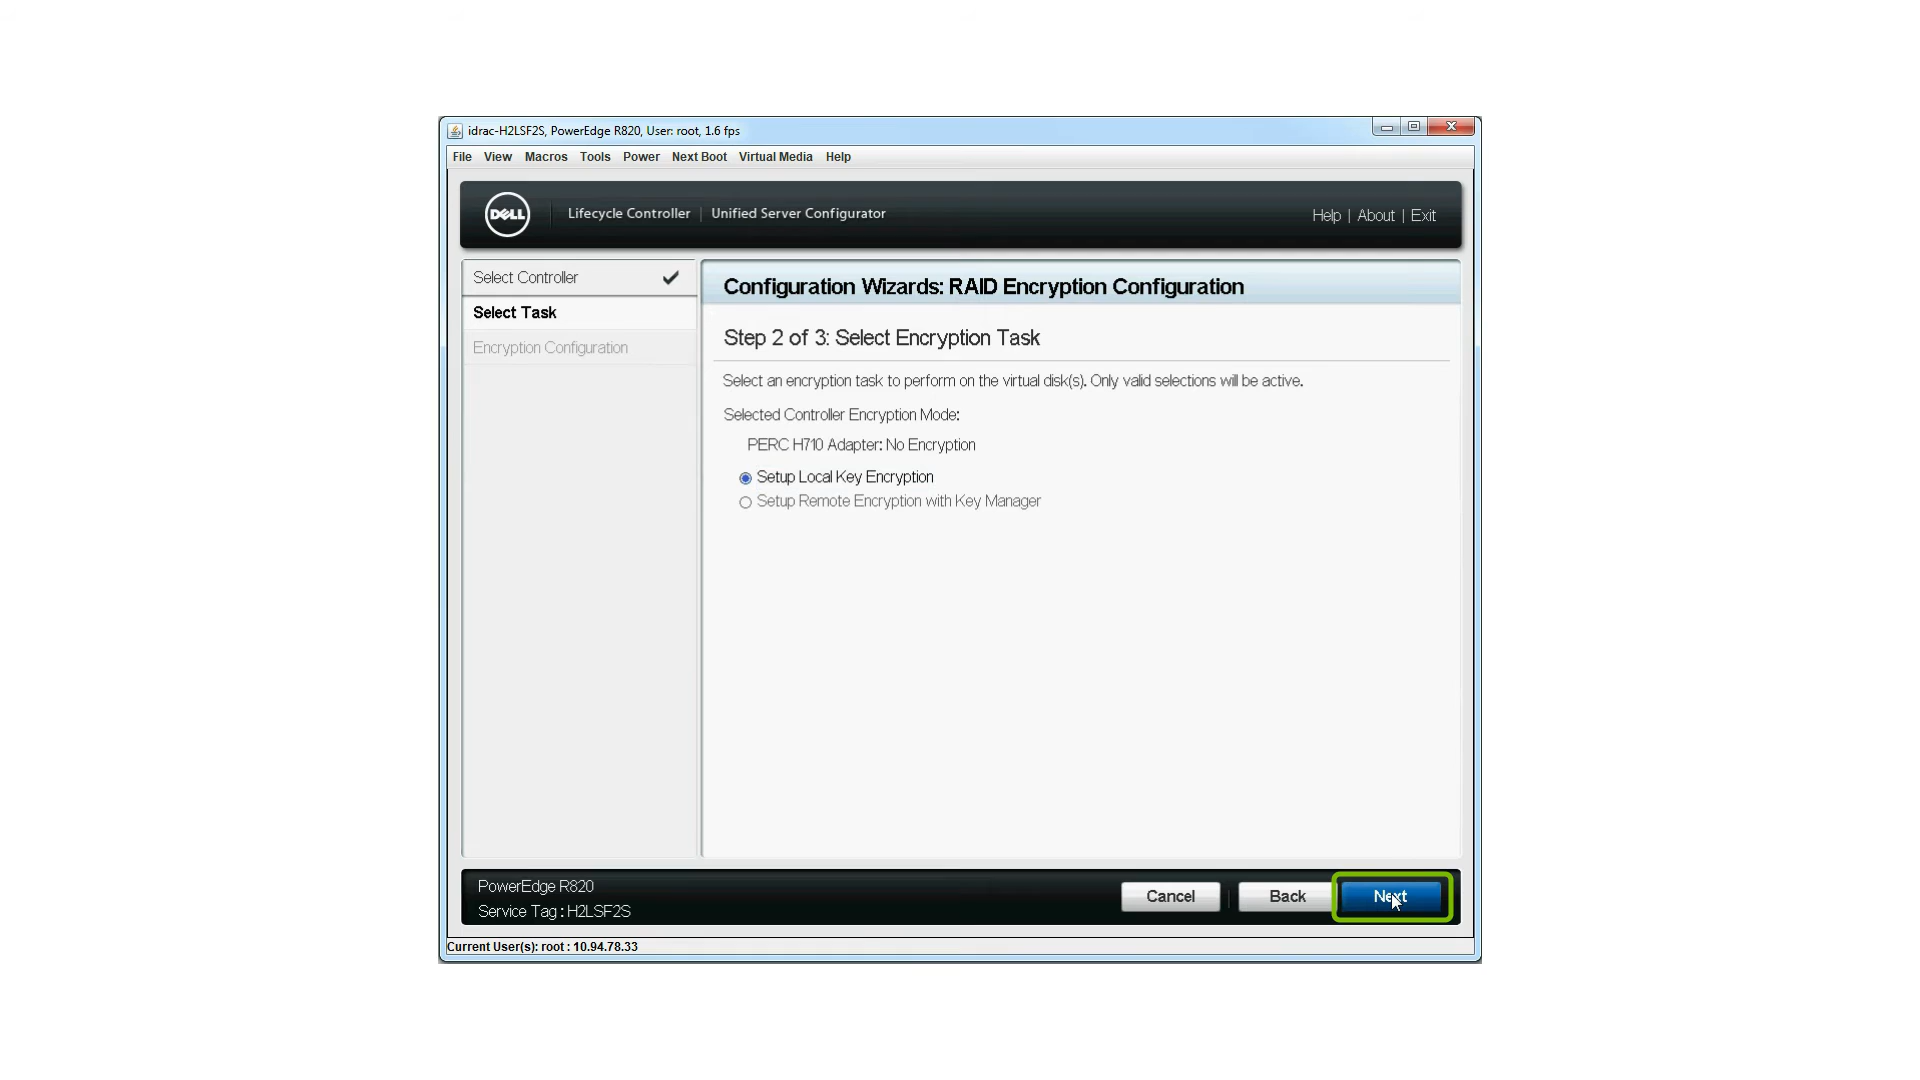 idrac-H2LSF2S, PowerEdge R820, User: root, 1.6 fps
File View Macros Tools Power Next Boot Virtual Media Help
DELL Lifecycle Controller | Unified Server Configurator
Help | About | Exit
Select Controller
Select Task
Encryption Configuration
Configuration Wizards: RAID Encryption Configuration
Step 2 of 3: Select Encryption Task
Select an encryption task to perform on the virtual disk(s). Only valid selections will be active.
Selected Controller Encryption Mode:
PERC H710 Adapter: No Encryption
Setup Local Key Encryption
Setup Remote Encryption with Key Manager
PowerEdge R820
Service Tag : H2LSF2S
Cancel Back Next
Current User(s): root : 10.94.78.33